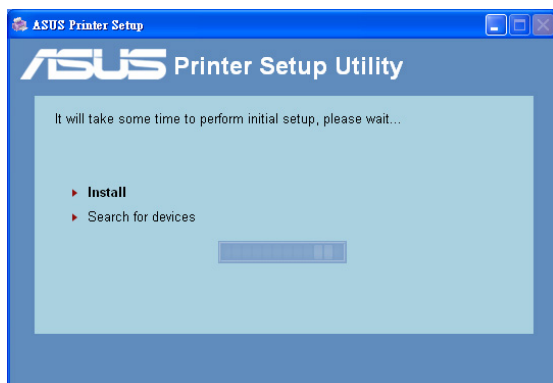 ASUS Printer Setup
ASUS Printer Setup Utility
It will take some time to perform initial setup, please wait...
Install
Search for devices